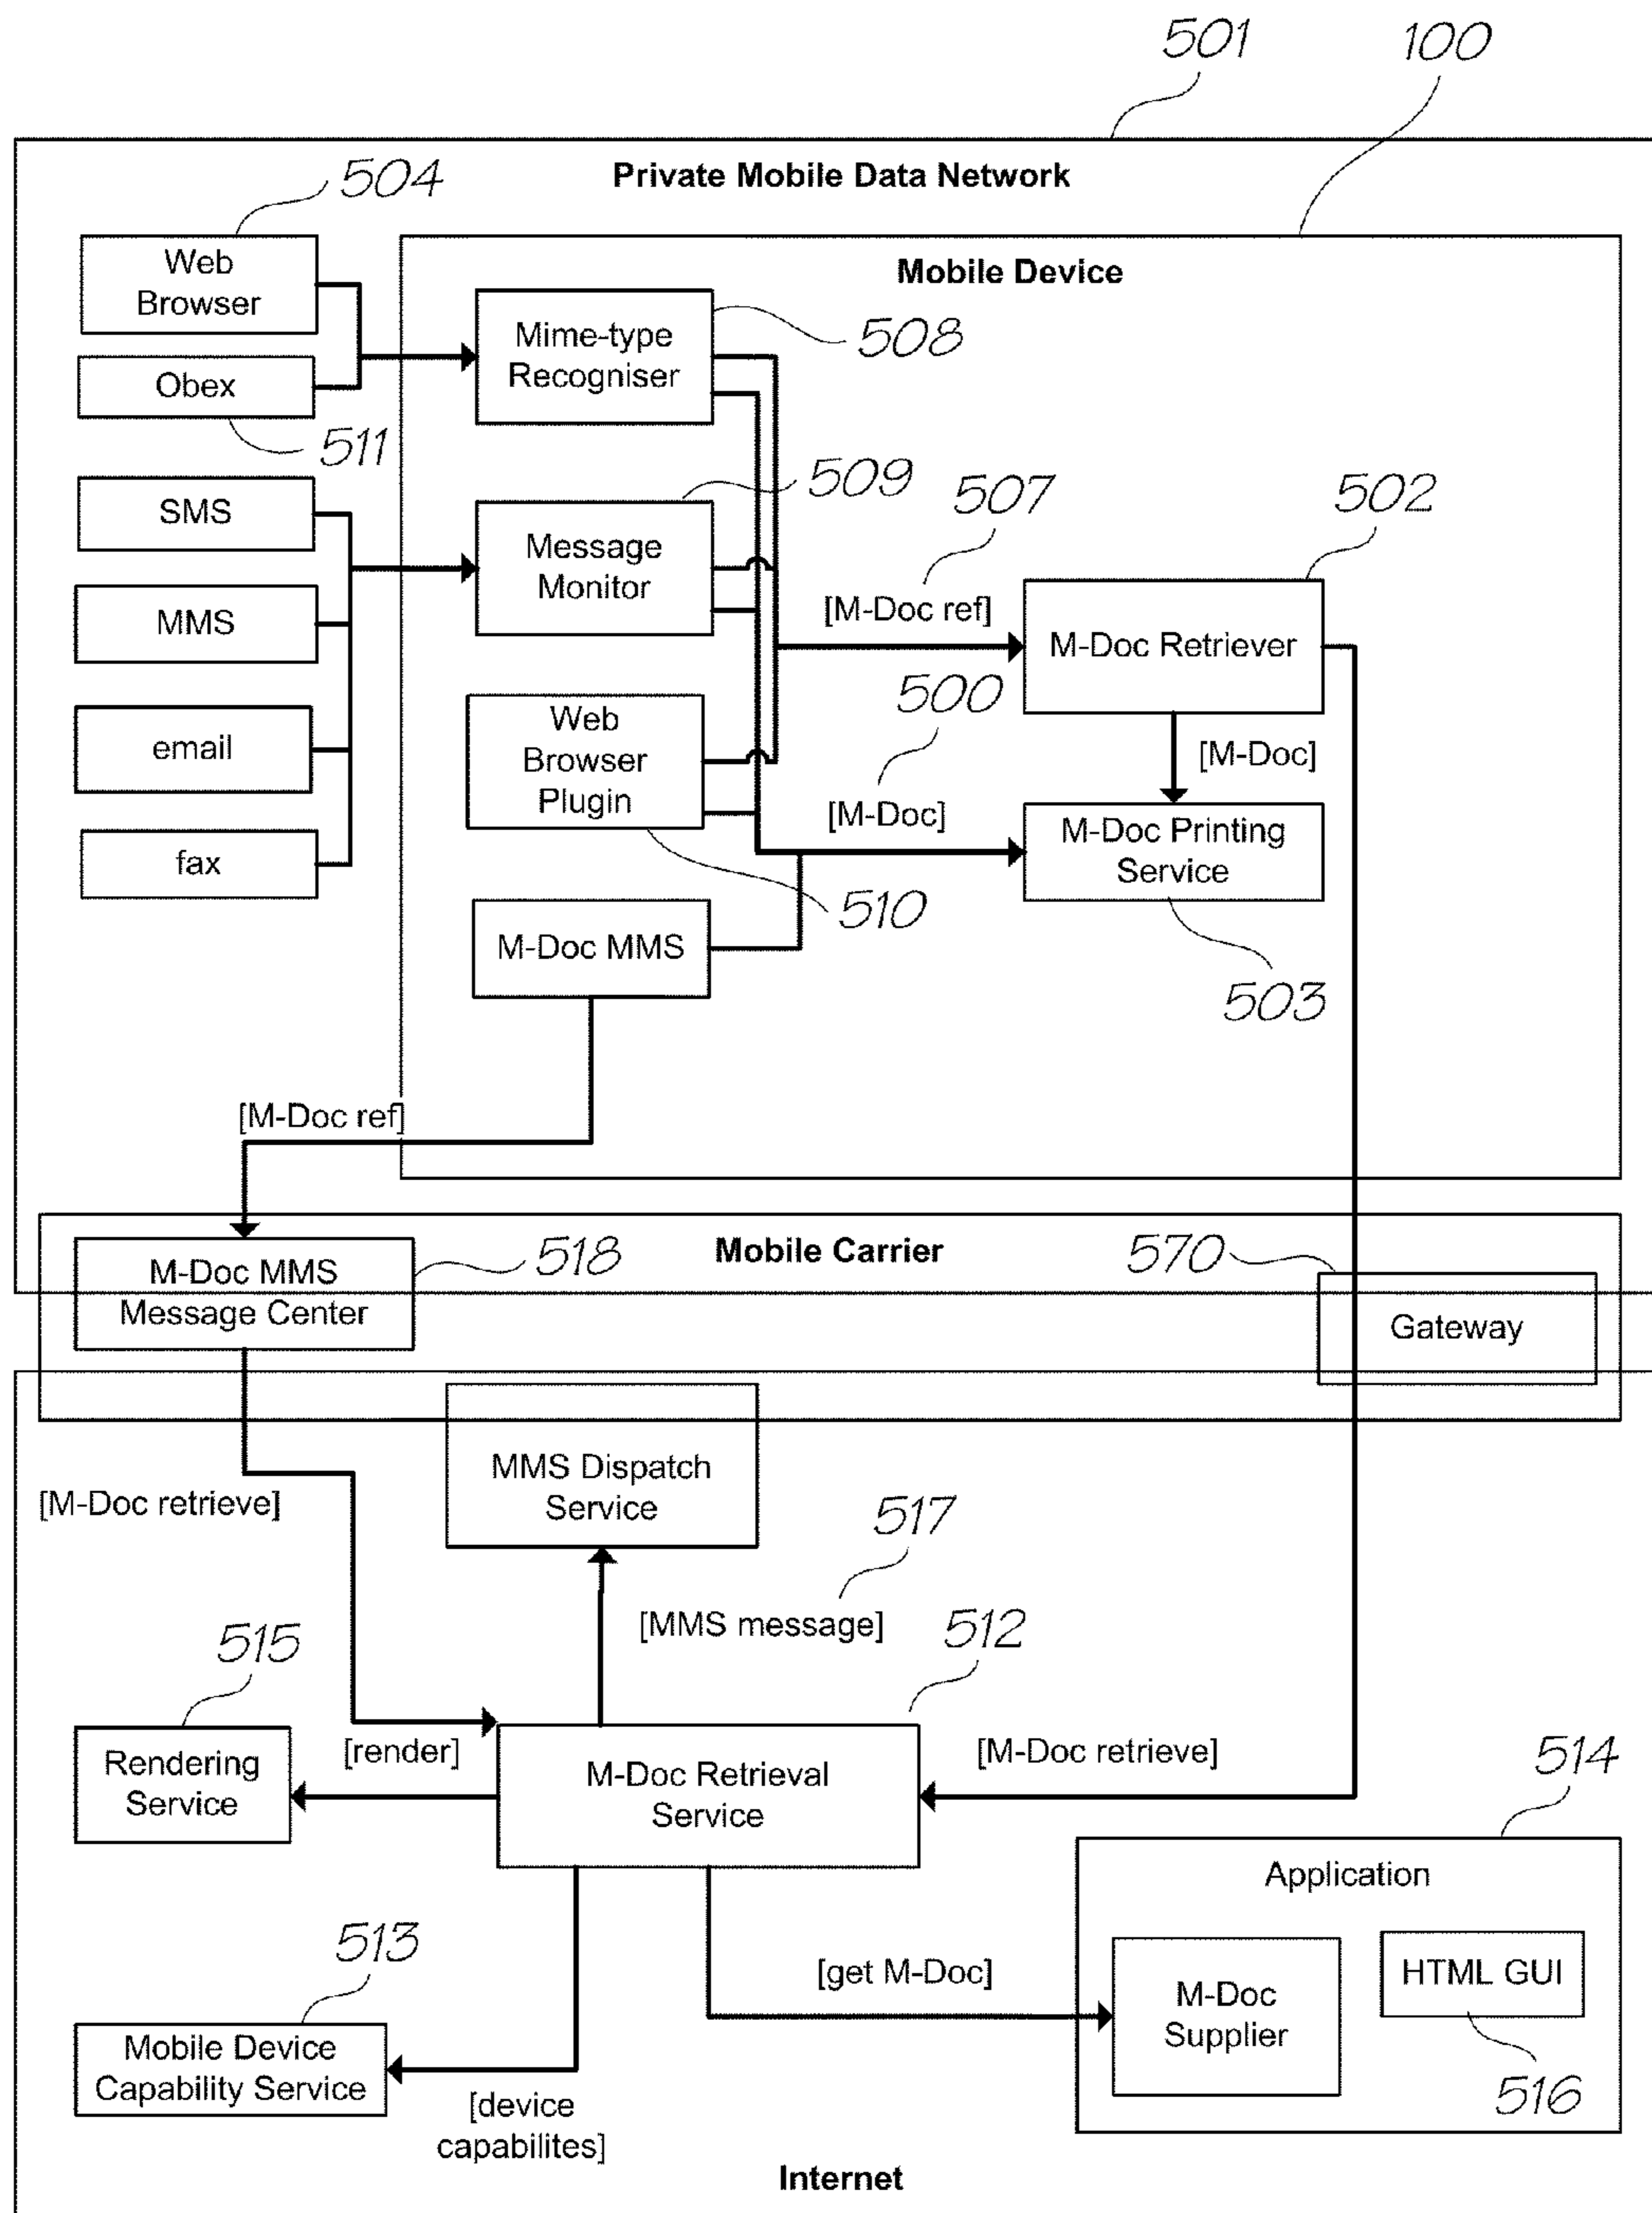 501
100
Private Mobile Data Network
504
Web
Browser
Mobile Device
Mime-type
Recogniser
508
Obex
511
SMS
509
507
502
Message
Monitor
MMS
[M-Doc ref]
M-Doc Retriever
500
Web
Browser
Plugin
email
[M-Doc]
[M-Doc]
M-Doc Printing
Service
fax
510
M-Doc MMS
503
[M-Doc ref]
Mobile Carrier
M-Doc MMS
Message Center
518
570
Gateway
MMS Dispatch
Service
[M-Doc retrieve]
517
[MMS message]
512
515
Rendering
Service
[render]
M-Doc Retrieval
Service
[M-Doc retrieve]
514
Application
513
[get M-Doc]
M-Doc
Supplier
HTML GUI
516
Mobile Device
Capability Service
[device
capabilites]
Internet